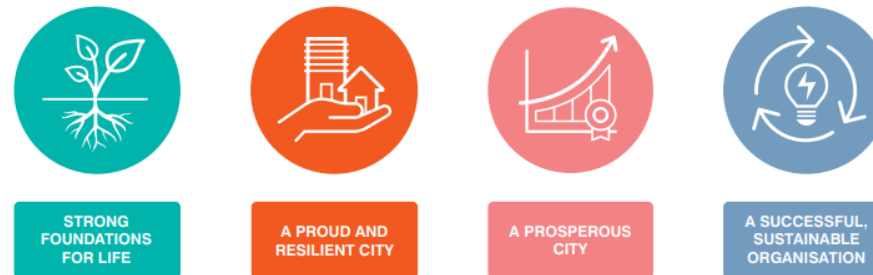 STRONG
FOUNDATIONS
FOR LIFE
A PROUD AND
RESILIENT CITY
A PROSPEROUS
CITY
A SUCCESSFUL,
SUSTAINABLE
ORGANISATION